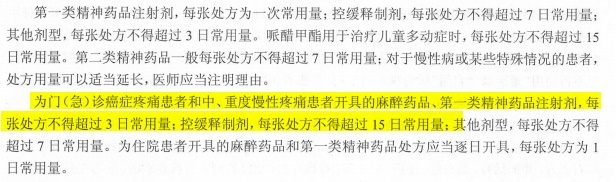 第一类精神药品注射剂，每张处方为一次常用量；控缓释制剂，每张处方不得超过 7 日常用量；
其他剂型，每张处方不得超过 3 日常用量。哌醋甲酯用于治疗儿童多动症时，每张处方不得超过 15
日常用量。第二类精神药品一般每张处方不得超过 7 日常用量；对于慢性病或某些特殊情况的患者，
处方用量可以适当延长，医师应当注明理由。
为门（急）诊癌症疼痛患者和中、重度慢性疼痛患者开具的麻醉药品、第一类精神药品注射剂，每
张处方不得超过 3 日常用量；控缓释制剂，每张处方不得超过 15 日常用量；其他剂型，每张处方不得
超过 7 日常用量。为住院患者开具的麻醉药品和第一类精神药品处方应当逐日开具，每张处方为 1
日常用量。